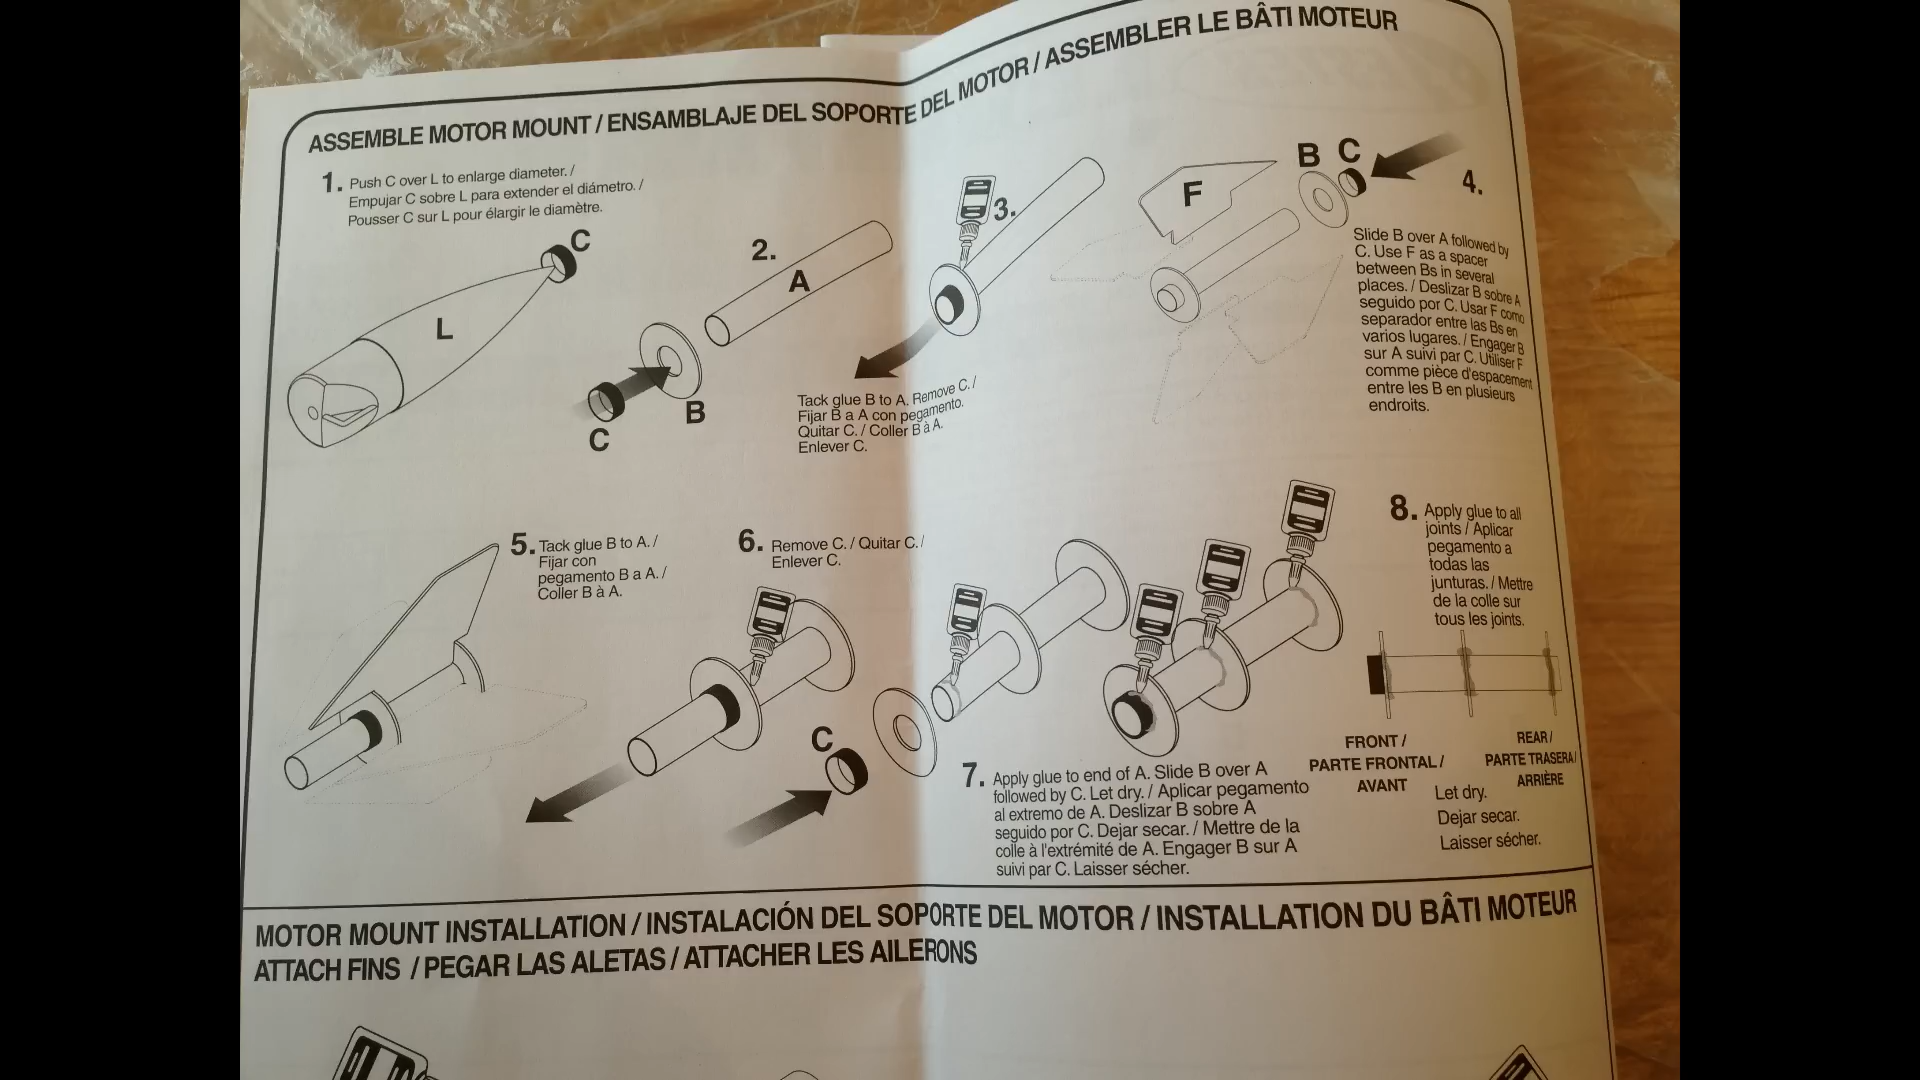 ASSEMBLE MOTOR MOUNT / ENSAMBLAJE DEL SOPORTE DEL MOTOR / ASSEMBLER LE BÂTI MOTEUR
1. Push C over L to enlarge diameter. /
Empujar C sobre L para extender el diámetro. /
Pousser C sur L pour élargir le diamètre.
C
L
2.
A
B
C
3.
Tack glue B to A. Remove C. /
Fijar B a A con pegamento.
Quitar C. / Coller B à A.
Enlever C.
F
B C
4.
Slide B over A followed by
C. Use F as a spacer
between Bs in several
places. / Deslizar B sobre A
seguido por C. Usar F como
separador entre las Bs en
varios lugares. / Engager B
sur A suivi par C. Utiliser F
comme pièce d'espacement
entre les B en plusieurs
endroits.
5. Tack glue B to A. /
Fijar con
pegamento B a A. /
Coller B à A.
6. Remove C. / Quitar C. /
Enlever C.
C
7. Apply glue to end of A. Slide B over A
followed by C. Let dry. / Aplicar pegamento
al extremo de A. Deslizar B sobre A
seguido por C. Dejar secar. / Mettre de la
colle à l'extrémité de A. Engager B sur A
suivi par C. Laisser sécher.
8. Apply glue to all
joints / Aplicar
pegamento a
todas las
junturas. / Mettre
de la colle sur
tous les joints.
FRONT /
PARTE FRONTAL /
AVANT
REAR /
PARTE TRASERA/
ARRIÈRE
Let dry.
Dejar secar.
Laisser sécher.
MOTOR MOUNT INSTALLATION / INSTALACIÓN DEL SOPORTE DEL MOTOR / INSTALLATION DU BÂTI MOTEUR
ATTACH FINS / PEGAR LAS ALETAS / ATTACHER LES AILERONS